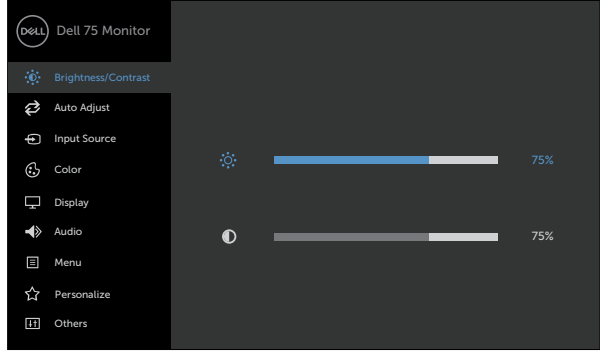 DELL
Dell 75 Monitor
Brightness/Contrast
Auto Adjust
Input Source
Color
Display
Audio
Menu
Personalize
Others
75%
75%